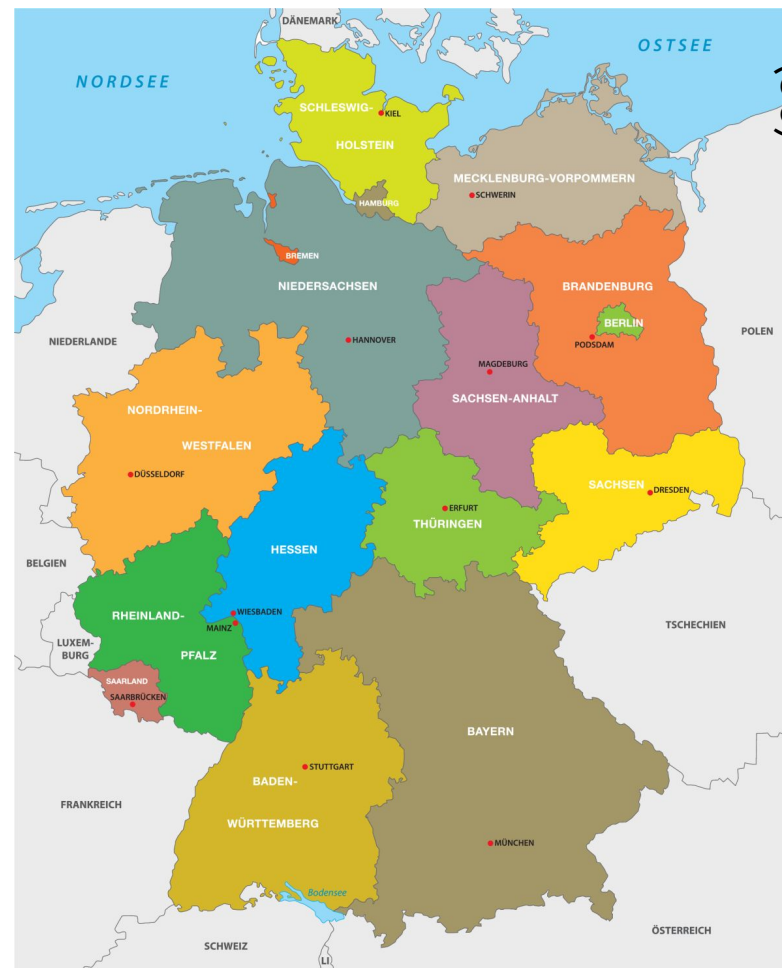 DÄNEMARK
NORDSEE
OSTSEE
SCHLESWIG-
HOLSTEIN
KIEL
MECKLENBURG-VORPOMMERN
SCHWERIN
HAMBURG
BREMEN
NIEDERSACHSEN
BRANDENBURG
BERLIN
PODSDAM
POLEN
NIEDERLANDE
HANNOVER
MAGDEBURG
SACHSEN-ANHALT
NORDRHEIN-
WESTFALEN
DÜSSELDORF
SACHSEN
DRESDEN
ERFURT
THÜRINGEN
HESSEN
BELGIEN
RHEINLAND-
PFALZ
WIESBADEN
MAINZ
LUXEM-
BURG
TSCHECHIEN
SAARLAND
SAARBRÜCKEN
BAYERN
STUTTGART
BADEN-
WÜRTTEMBERG
FRANKREICH
MÜNCHEN
Bodensee
SCHWEIZ
LI
ÖSTERREICH